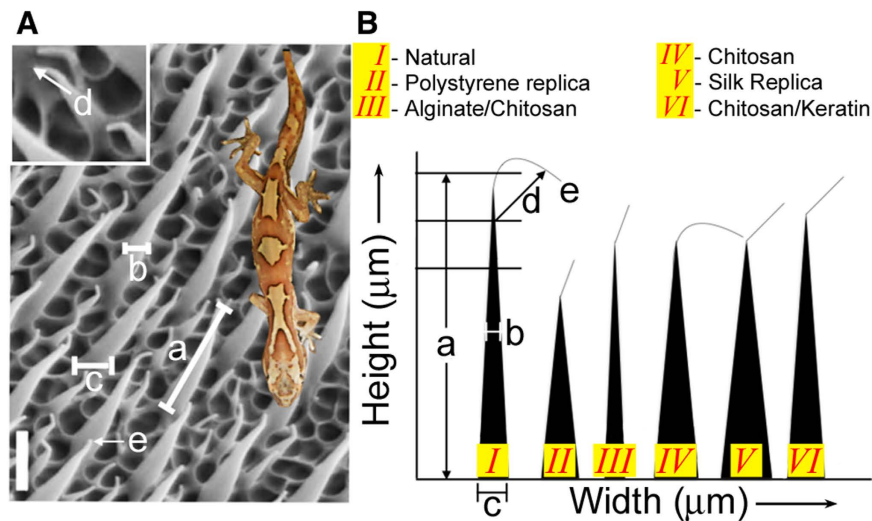 A
d
b
a
c
e
B
I - Natural
II - Polystyrene replica
III - Alginate/Chitosan
IV - Chitosan
V - Silk Replica
VI - Chitosan/Keratin
Height (μm)
a
b
d
e
I II III IV V VI
c
Width (μm)